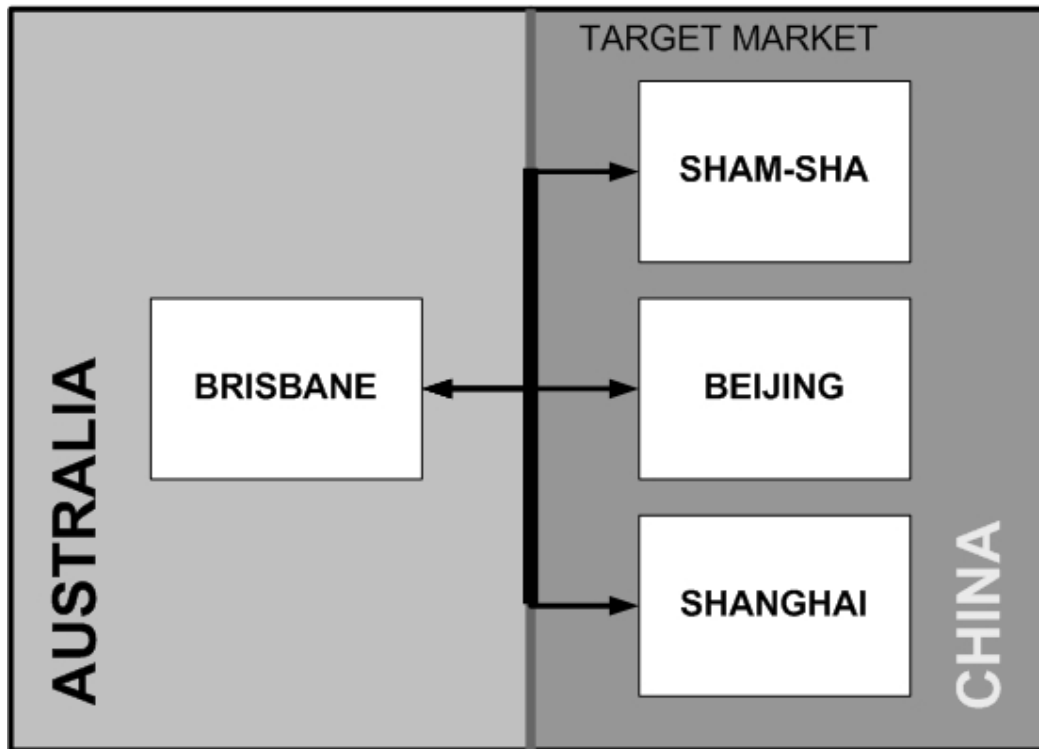 TARGET MARKET
SHAM-SHA
BRISBANE
BEIJING
SHANGHAI
AUSTRALIA
CHINA